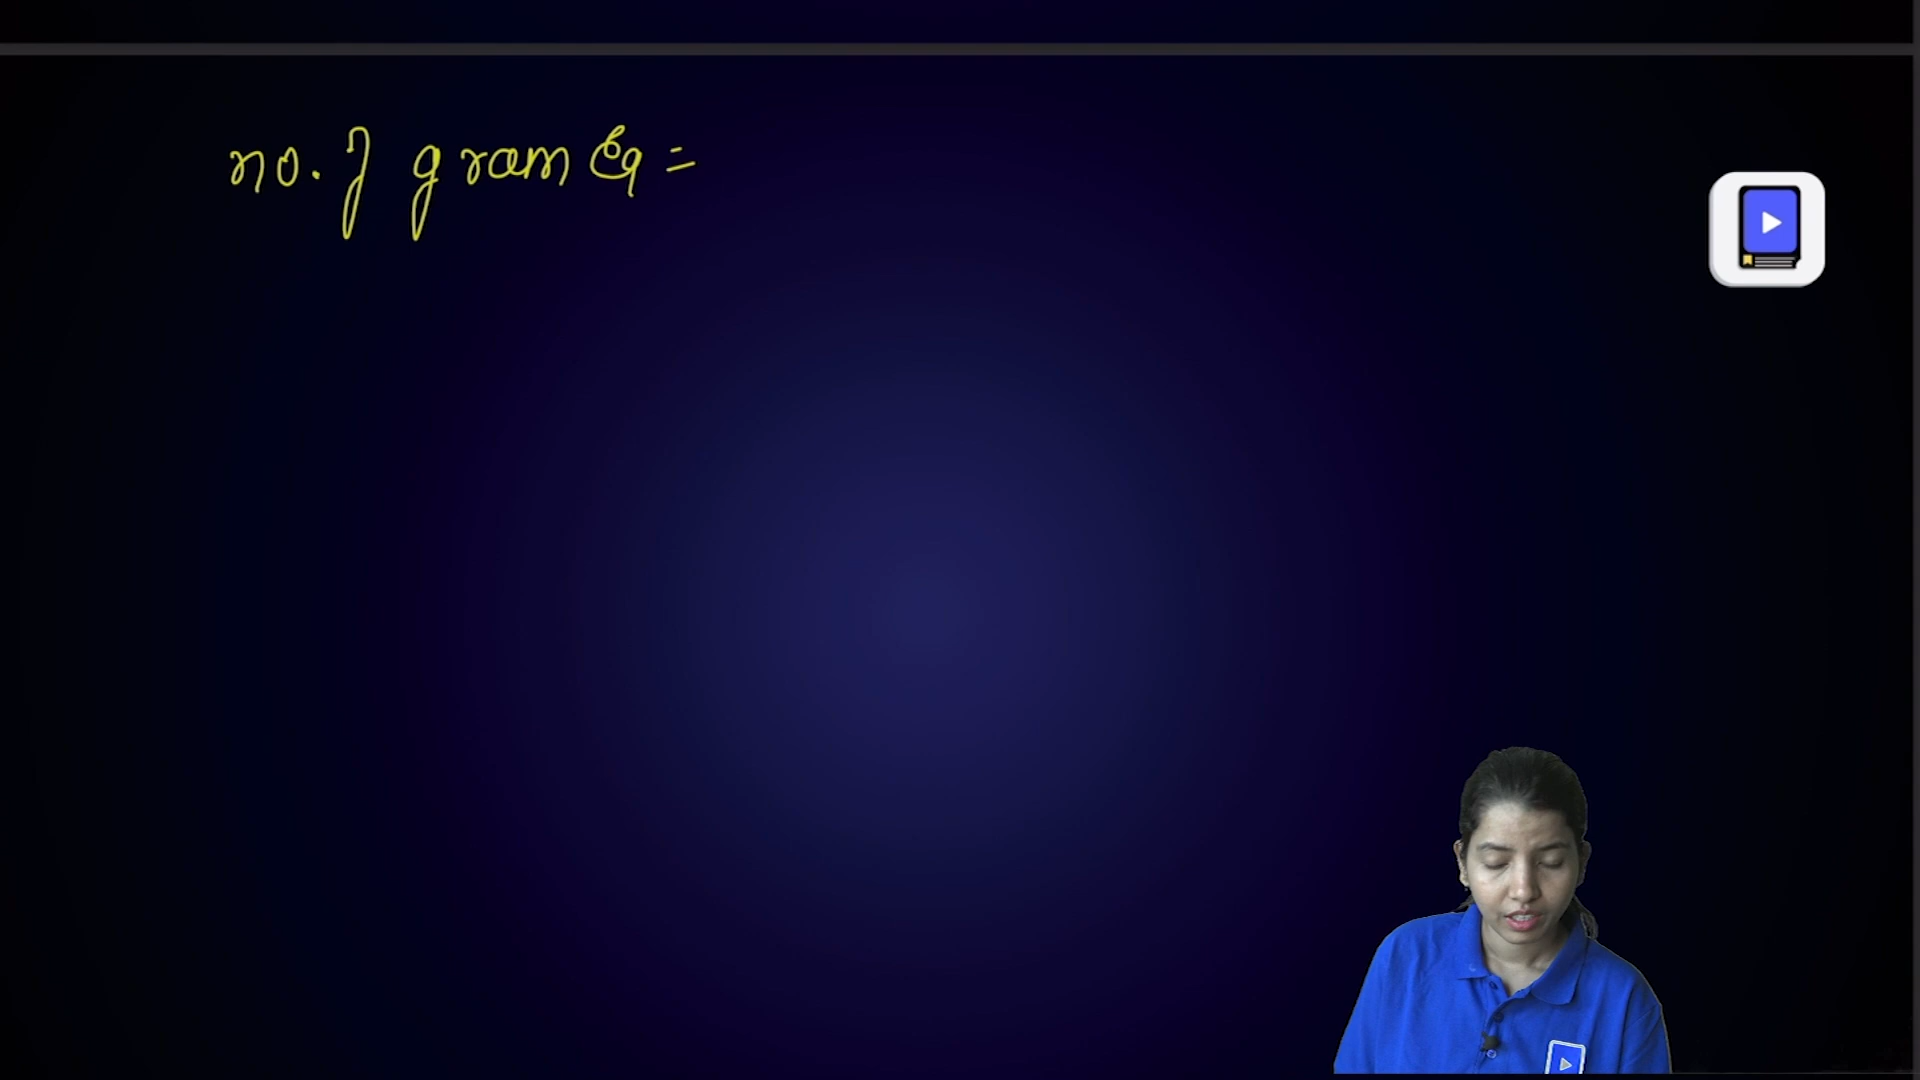 no. of gram Eq =